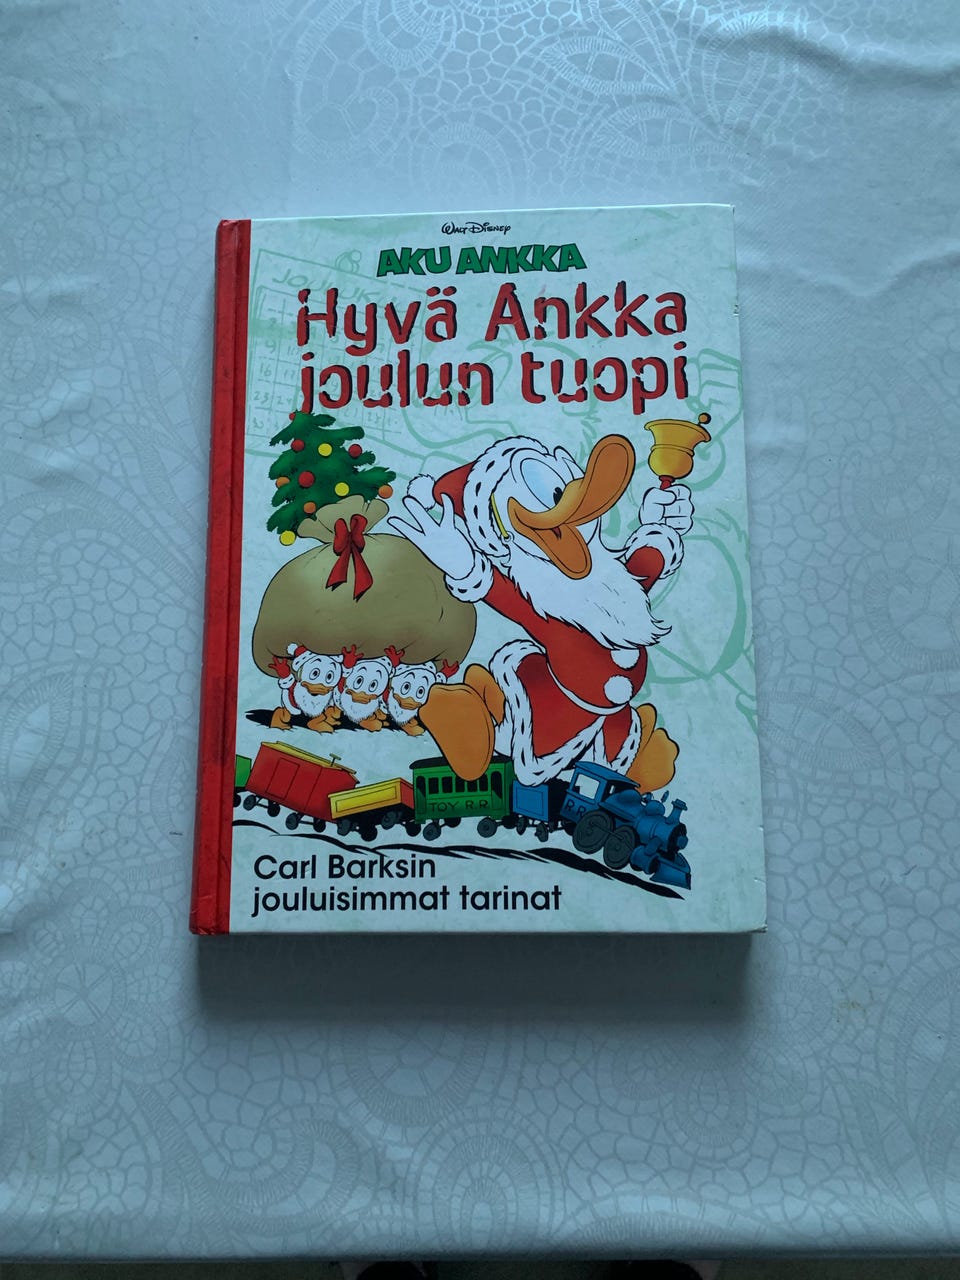 WALT DISNEY
AKU ANKKA
Hyvä Ankka
joulun tuopi
TOY R.R.
R.R.
Carl Barksin
jouluisimmat tarinat